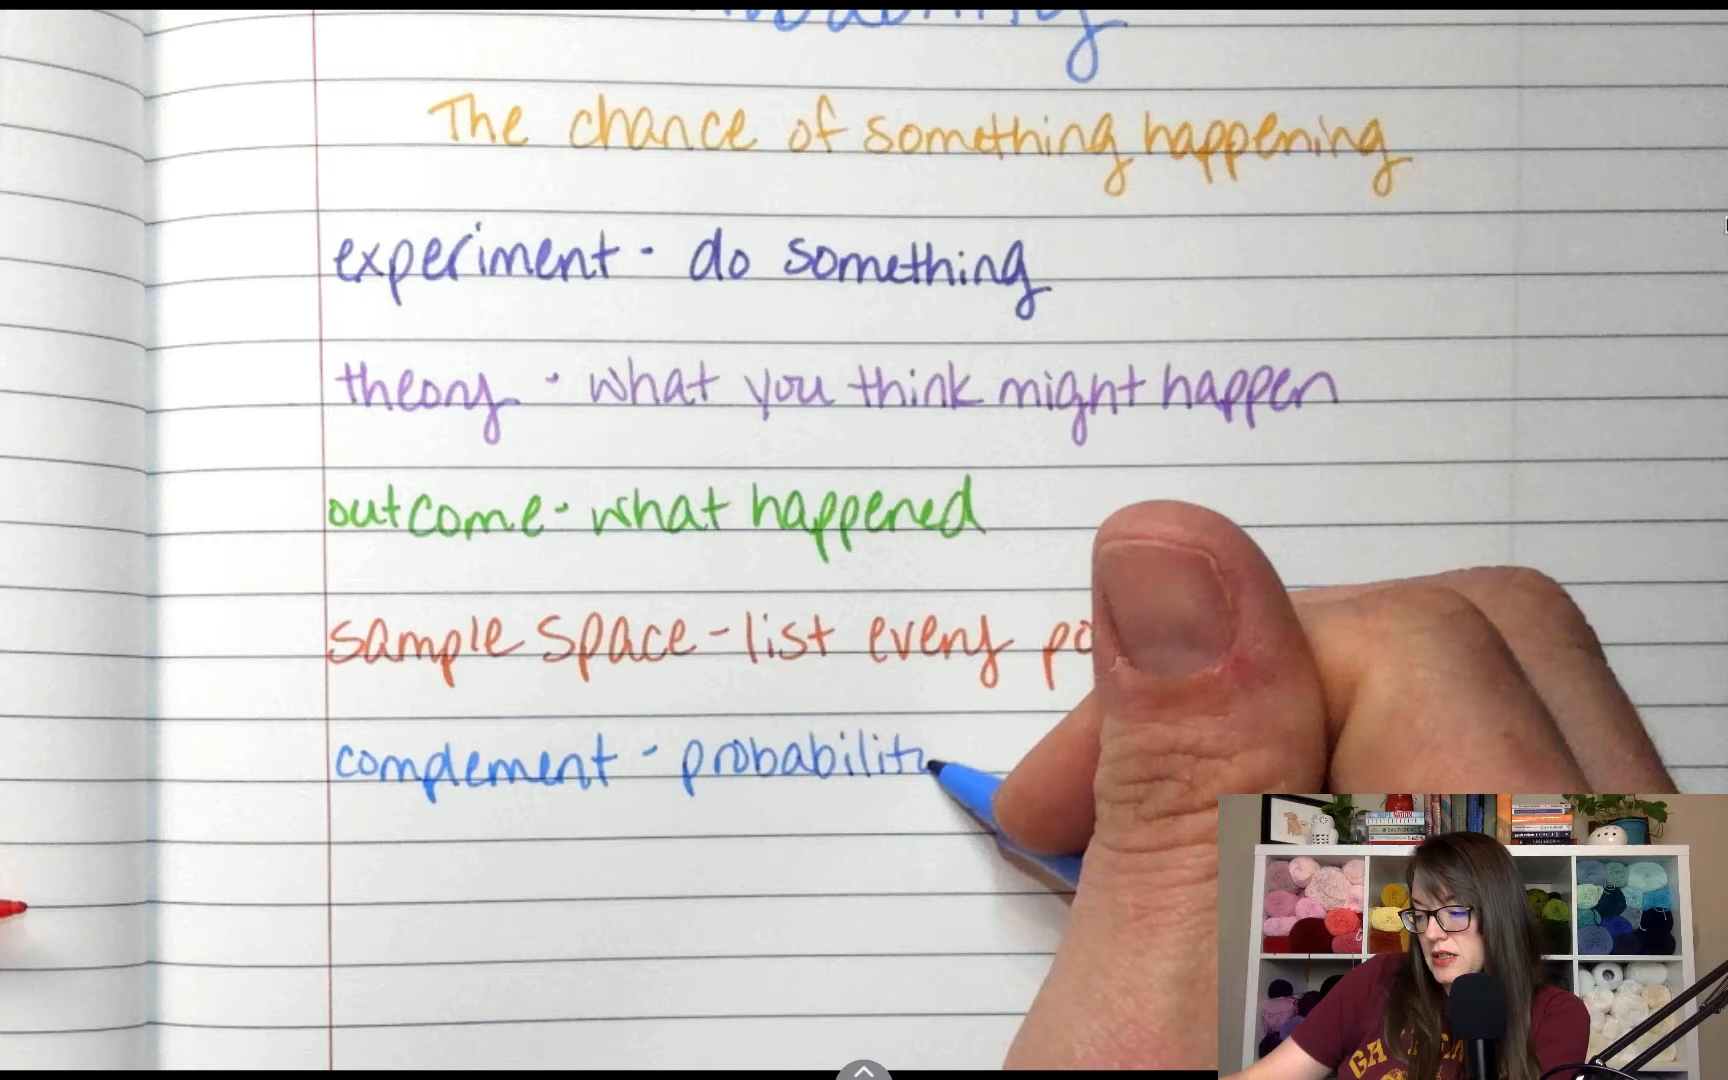 The chance of something happening
experiment - do something
theory - what you think might happen
outcome - what happened
sample space - list every
complement - probabilit